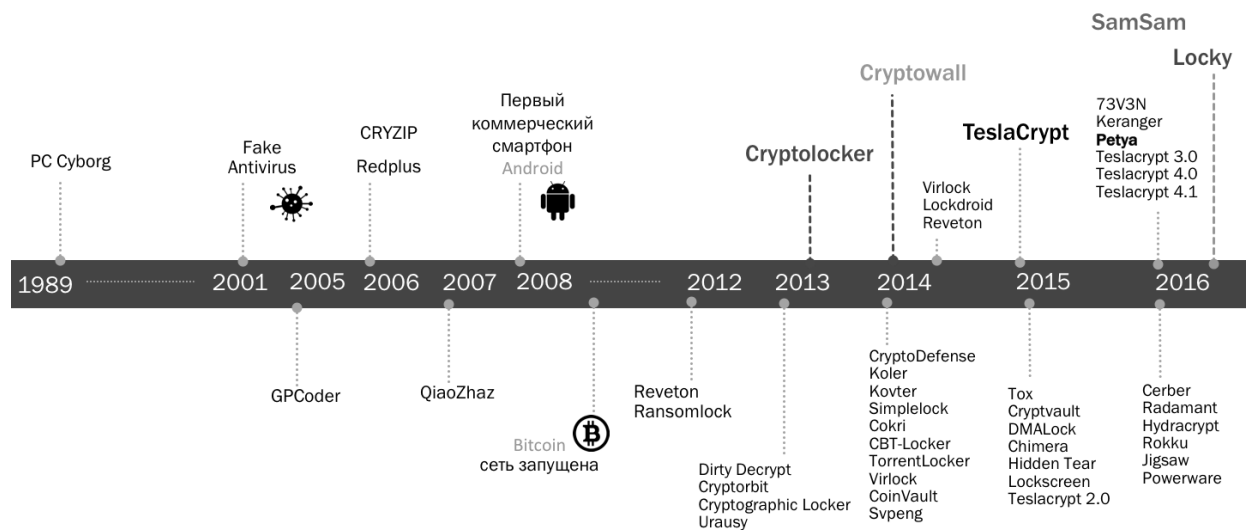 PC Cyborg
Fake
Antivirus
CRYZIP
Redplus
Первый
коммерческий
смартфон
Android
Cryptolocker
Cryptowall
Virlock
Lockdroid
Reveton
TeslaCrypt
SamSam
73V3N
Keranger
Petya
Teslacrypt 3.0
Teslacrypt 4.0
Teslacrypt 4.1
Locky
1989 2001 2005 2006 2007 2008 2012 2013 2014 2015 2016
GPCoder
QiaoZhaz
Bitcoin
сеть запущена
Reveton
Ransomlock
Dirty Decrypt
Cryptorbit
Cryptographic Locker
Urausy
CryptoDefense
Koler
Kovter
Simplelock
Cokri
CBT-Locker
TorrentLocker
Virlock
CoinVault
Svpeng
Tox
Cryptvault
DMALock
Chimera
Hidden Tear
Lockscreen
Teslacrypt 2.0
Cerber
Radamant
Hydracrypt
Rokku
Jigsaw
Powerware